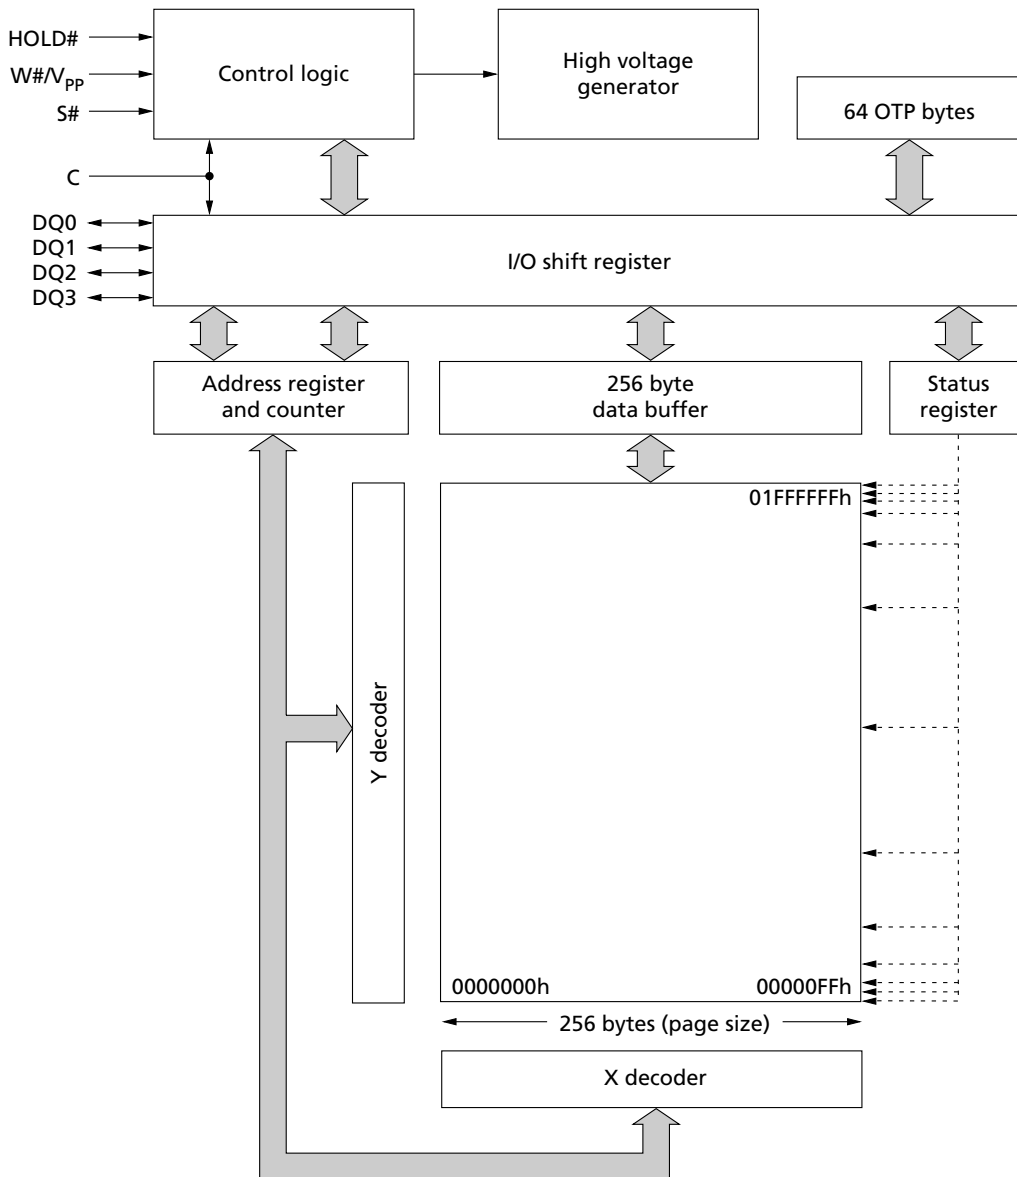 HOLD#
W#/VPP
S#
Control logic
High voltage
generator
64 OTP bytes
C
DQ0
DQ1
DQ2
DQ3
I/O shift register
Address register
and counter
256 byte
data buffer
Status
register
01FFFFFFh
Y decoder
0000000h
00000FFh
256 bytes (page size)
X decoder